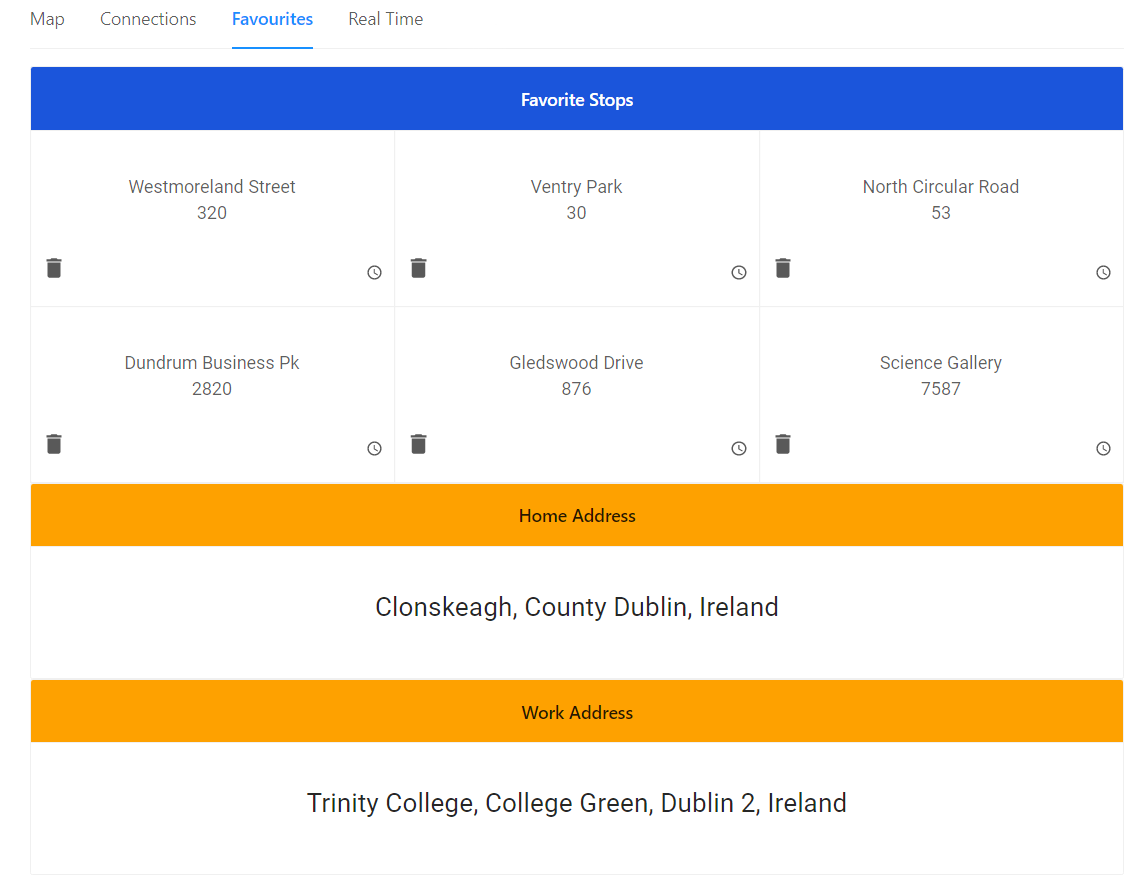 Map Connections Favourites Real Time
Favorite Stops
Westmoreland Street
320
Ventry Park
30
North Circular Road
53
Dundrum Business Pk
2820
Gledswood Drive
876
Science Gallery
7587
Home Address
Clonskeagh, County Dublin, Ireland
Work Address
Trinity College, College Green, Dublin 2, Ireland